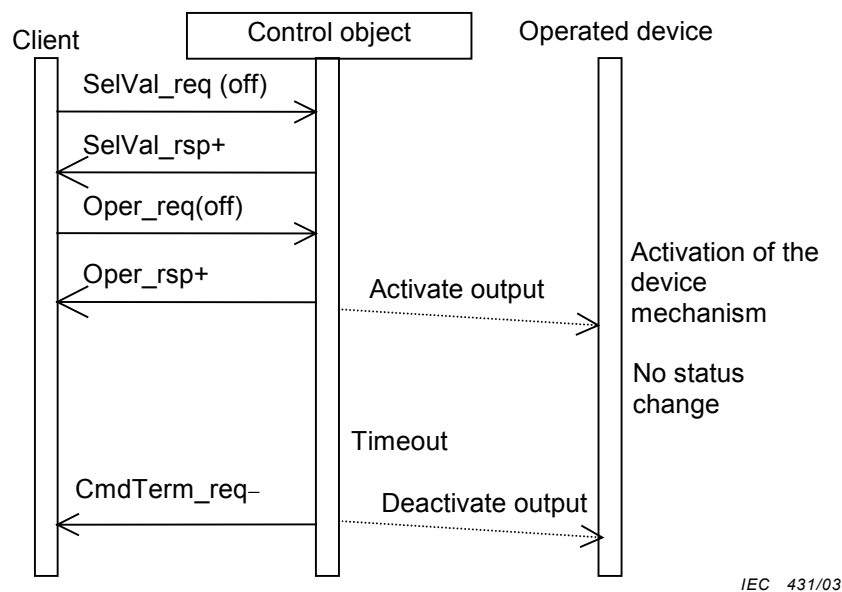 Client
Control object
Operated device
SelVal_req (off)
SelVal_rsp+
Oper_req(off)
Oper_rsp+
Activate output
Activation of the
device
mechanism
No status
change
Timeout
CmdTerm_req–
Deactivate output
IEC 431/03